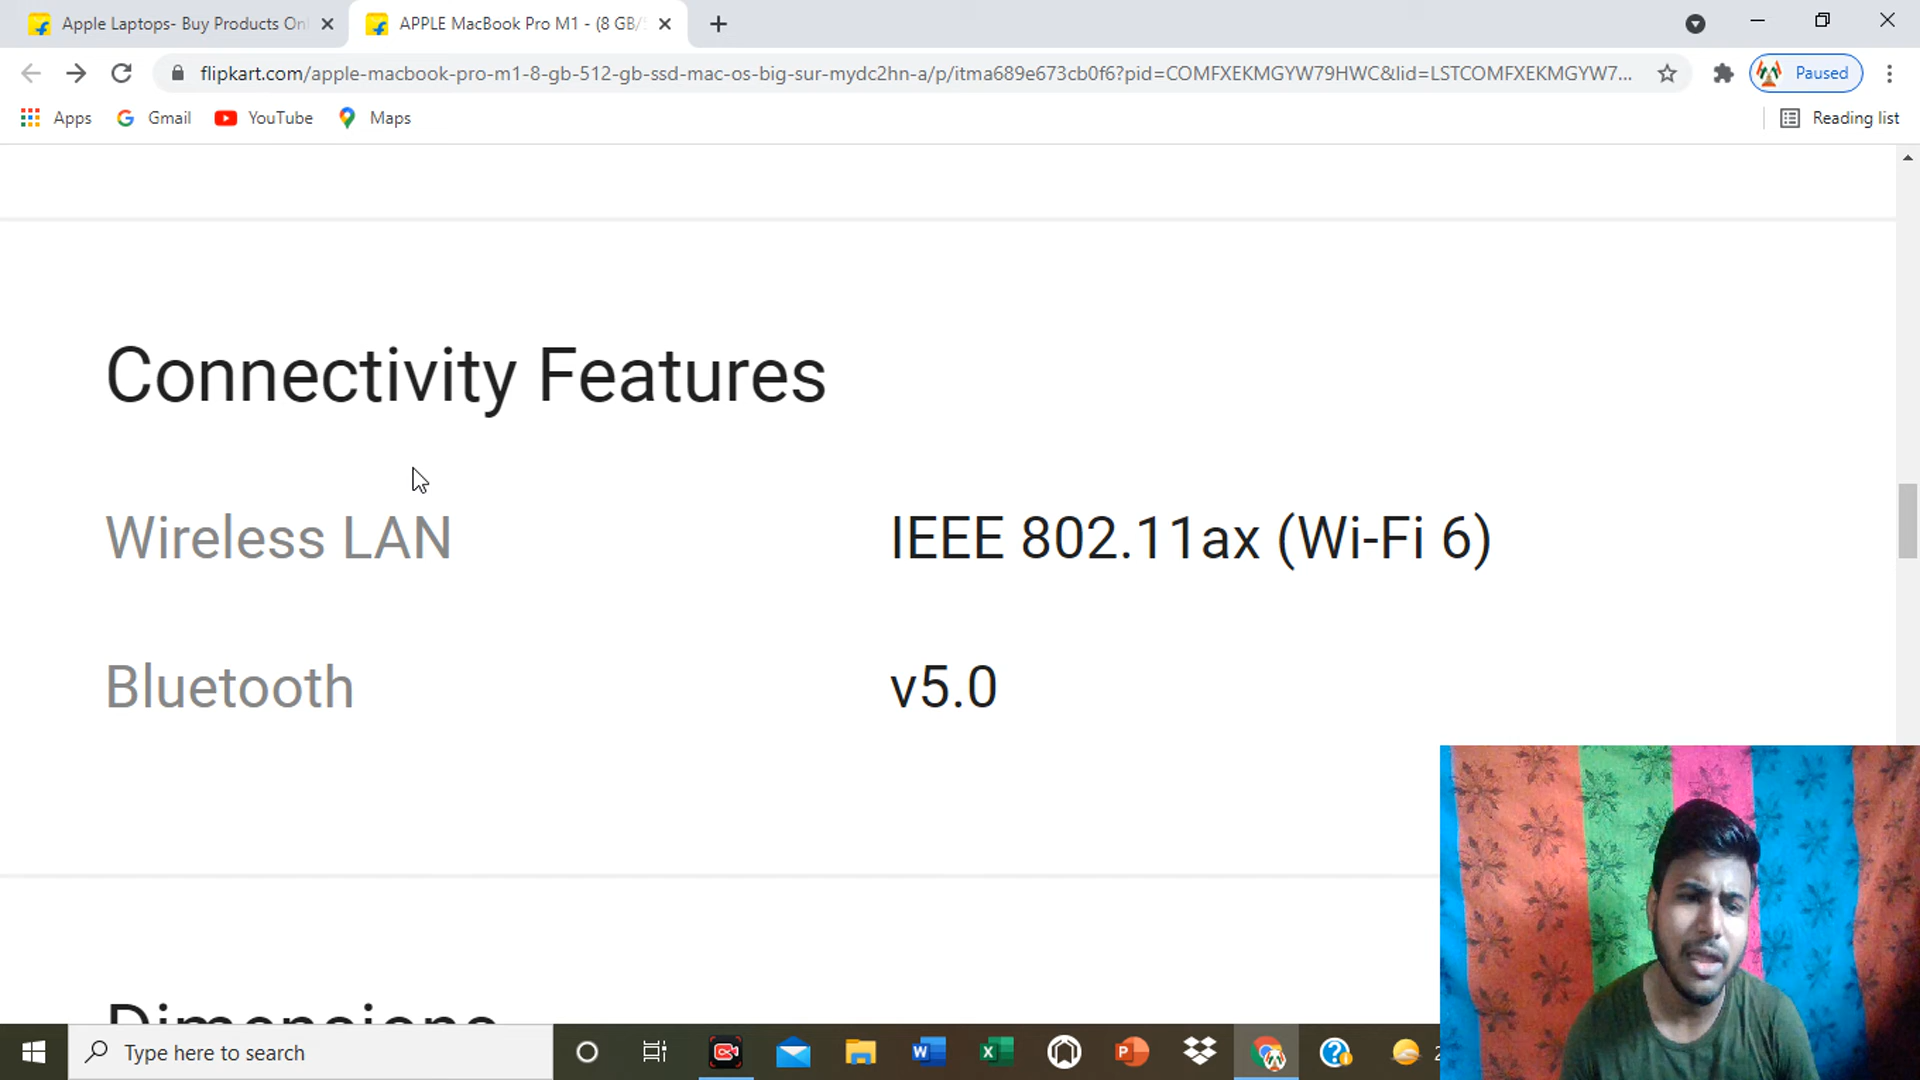 Apple Laptops- Buy Products Onl
APPLE MacBook Pro M1 - (8 GB/
flipkart.com/apple-macbook-pro-m1-8-gb-512-gb-ssd-mac-os-big-sur-mydc2hn-a/p/itma689e673cb0f6?pid=COMFXEKMGYW79HWC&lid=LSTCOMFXEKMGYW7...
Paused
Apps
Gmail
YouTube
Maps
Reading list
Connectivity Features
Wireless LAN
IEEE 802.11ax (Wi-Fi 6)
Bluetooth
v5.0
Dimensions
Type here to search